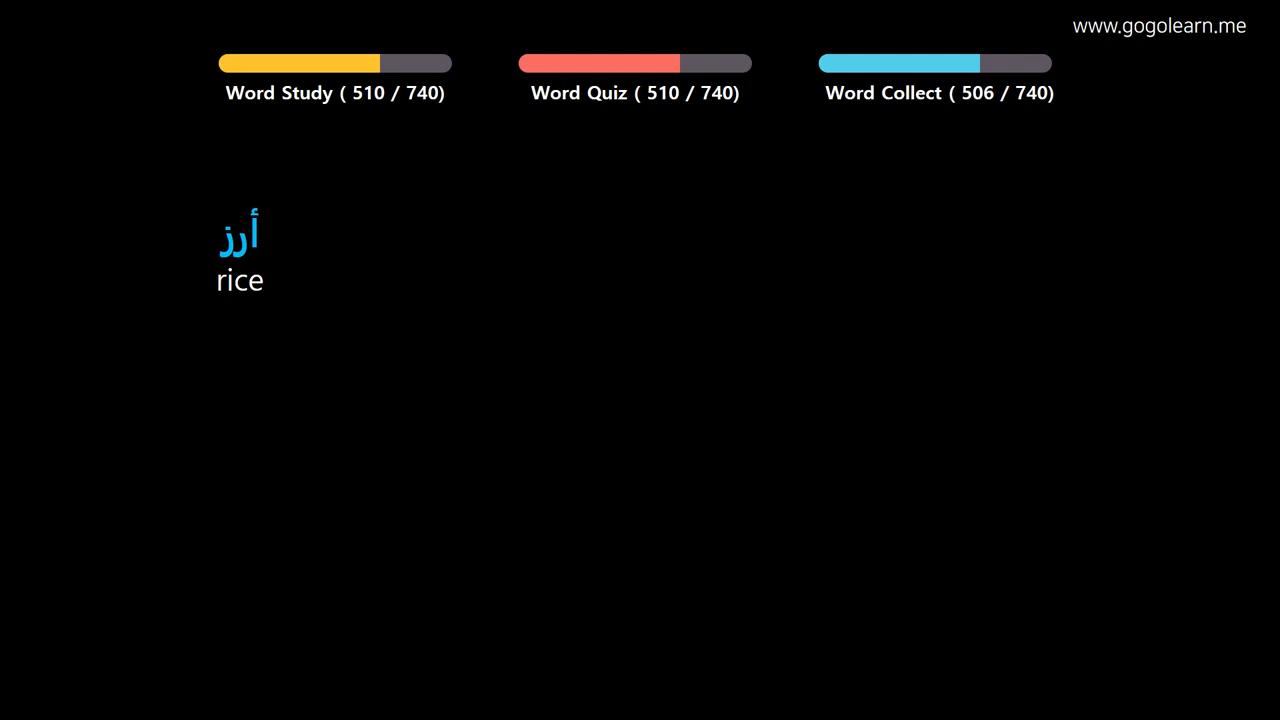 www.gogolearn.me
Word Study ( 510 / 740)
Word Quiz ( 510 / 740)
Word Collect ( 506 / 740)
أرز
rice